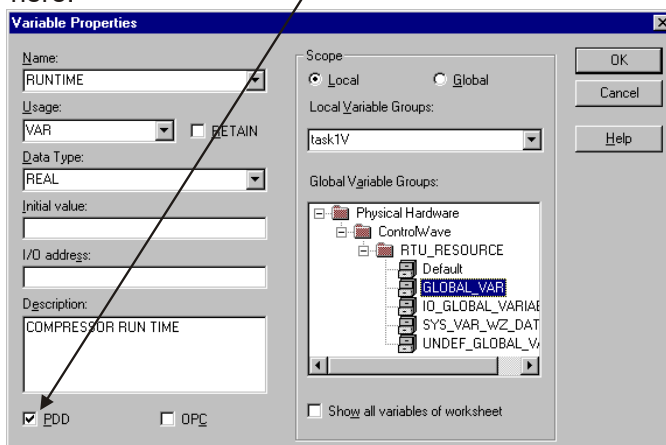 here.
Variable Properties
Name:
RUNTIME
Usage:
VAR
RETAIN
Data Type:
REAL
Initial value:
I/O address:
Description:
COMPRESSOR RUN TIME
PDD
OPC
Scope
Local
Global
Local Variable Groups:
task1V
Global Variable Groups:
Physical Hardware
ControlWave
RTU_RESOURCE
Default
GLOBAL_VAR
IO_GLOBAL_VARIAB
SYS_VAR_WZ_DAT
UNDEF_GLOBAL_V
Show all variables of worksheet
OK
Cancel
Help